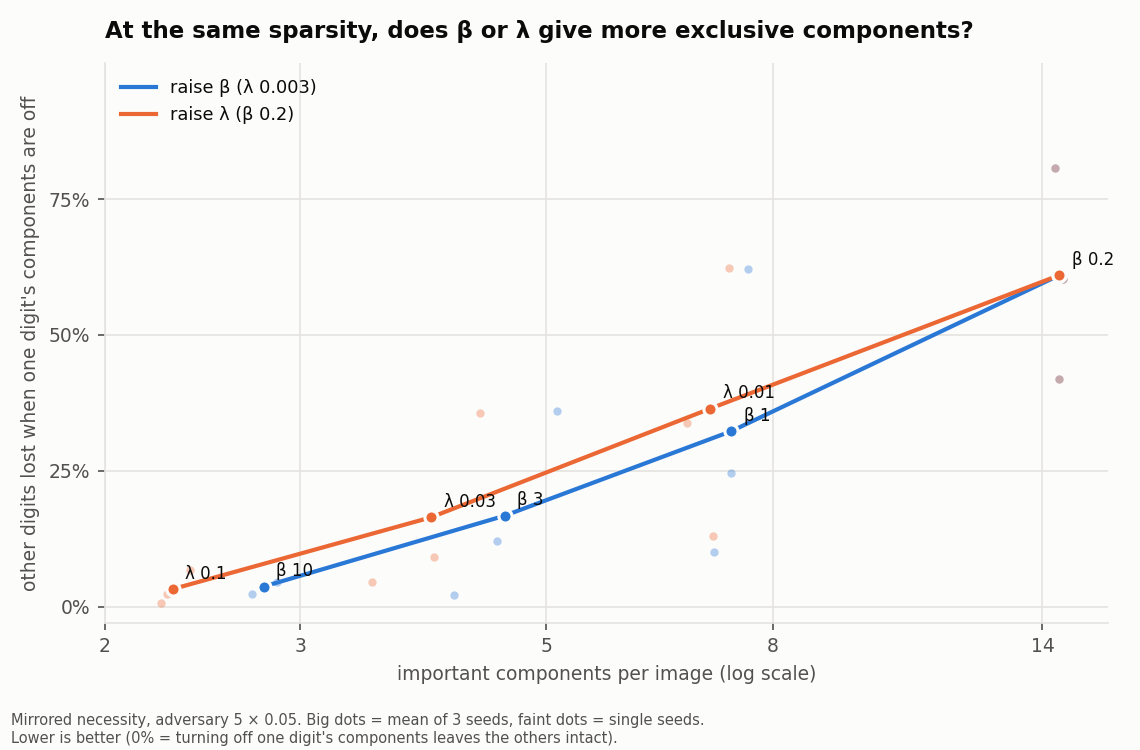 At the same sparsity, does β or λ give more exclusive components?
raise β (λ 0.003)
raise λ (β 0.2)
other digits lost when one digit's components are off
75%
50%
25%
0%
β 0.2
λ 0.01
β 1
λ 0.03
β 3
λ 0.1
β 10
2
3
5
8
14
important components per image (log scale)
Mirrored necessity, adversary 5 × 0.05. Big dots = mean of 3 seeds, faint dots = single seeds.
Lower is better (0% = turning off one digit's components leaves the others intact).